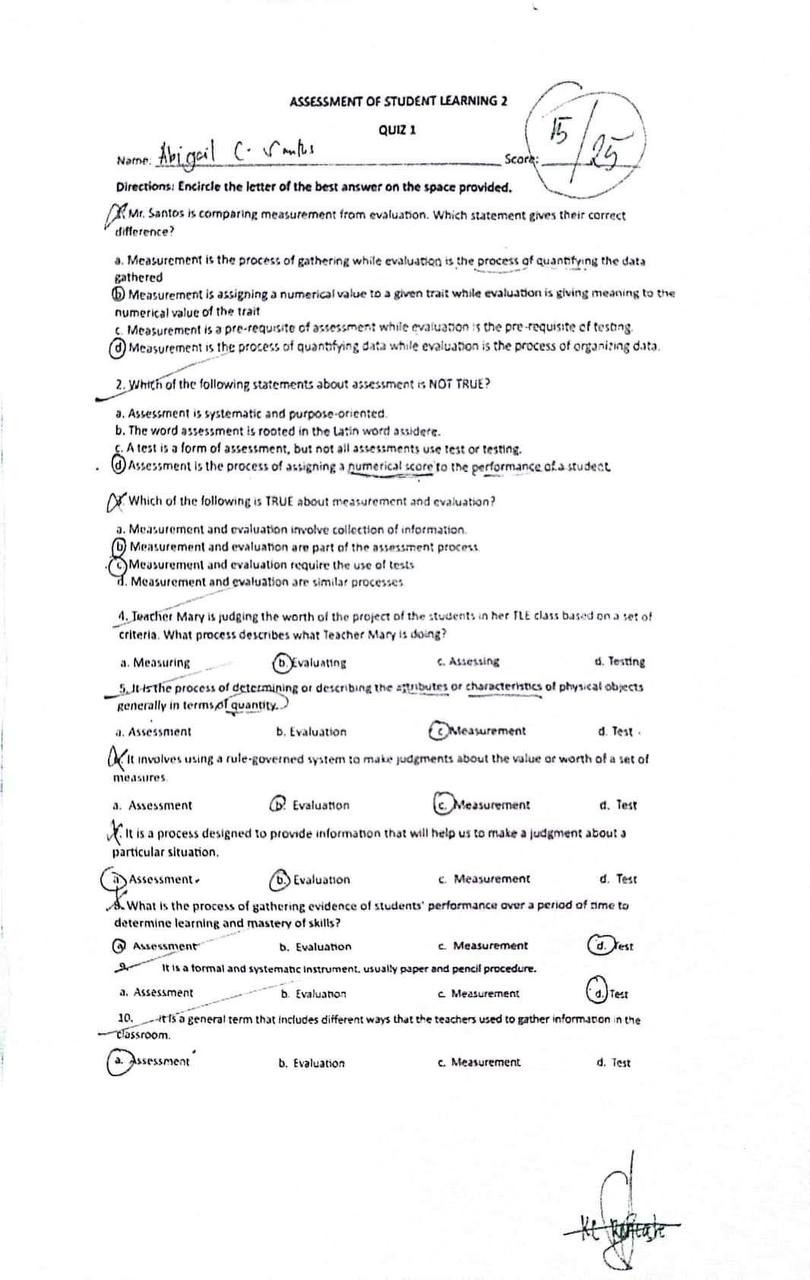 ASSESSMENT OF STUDENT LEARNING 2
QUIZ 1
15/25
Name: Abigail C. Score:
Directions: Encircle the letter of the best answer on the space provided.
Mr. Santos is comparing measurement from evaluation. Which statement gives their correct
difference?
a. Measurement is the process of gathering while evaluation is the process of quantifying the data
gathered
b Measurement is assigning a numerical value to a given trait while evaluation is giving meaning to the
numerical value of the trait
c. Measurement is a pre-requisite of assessment while evaluation is the pre-requisite of testing.
d Measurement is the process of quantifying data while evaluation is the process of organizing data.
2. Which of the following statements about assessment is NOT TRUE?
a. Assessment is systematic and purpose-oriented.
b. The word assessment is rooted in the Latin word assidere.
c. A test is a form of assessment, but not all assessments use test or testing.
d Assessment is the process of assigning a numerical score to the performance of a student.
Which of the following is TRUE about measurement and evaluation?
a. Measurement and evaluation involve collection of information.
b Measurement and evaluation are part of the assessment process
c Measurement and evaluation require the use of tests
d. Measurement and evaluation are similar processes
4. Teacher Mary is judging the worth of the project of the students in her TLE class based on a set of
criteria. What process describes what Teacher Mary is doing?
a. Measuring b. Evaluating c. Assessing d. Testing
5. It is the process of determining or describing the attributes or characteristics of physical objects
generally in terms of quantity.
a. Assessment b. Evaluation c Measurement d. Test
It involves using a rule-governed system to make judgments about the value or worth of a set of
measures.
a. Assessment b. Evaluation c. Measurement d. Test
It is a process designed to provide information that will help us to make a judgment about a
particular situation.
a Assessment b. Evaluation c. Measurement d. Test
8. What is the process of gathering evidence of students' performance over a period of time to
determine learning and mastery of skills?
a Assessment b. Evaluation c. Measurement d. Test
9. It is a formal and systematic instrument, usually paper and pencil procedure.
a. Assessment b. Evaluation c. Measurement d. Test
10. It is a general term that includes different ways that the teachers used to gather information in the
classroom.
a. Assessment b. Evaluation c. Measurement d. Test